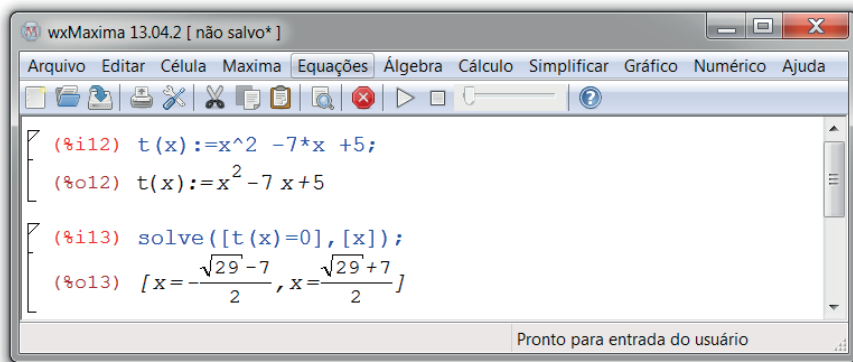 wxMaxima 13.04.2 [ não salvo* ]
Arquivo Editar Célula Maxima Equações Álgebra Cálculo Simplificar Gráfico Numérico Ajuda
(%i12) t(x):=x^2 -7*x +5;
(%o12) t(x):=x²-7 x+5
(%i13) solve([t(x)=0],[x]);
(%o13) [x=-(√29-7)/2, x=(√29+7)/2]
Pronto para entrada do usuário